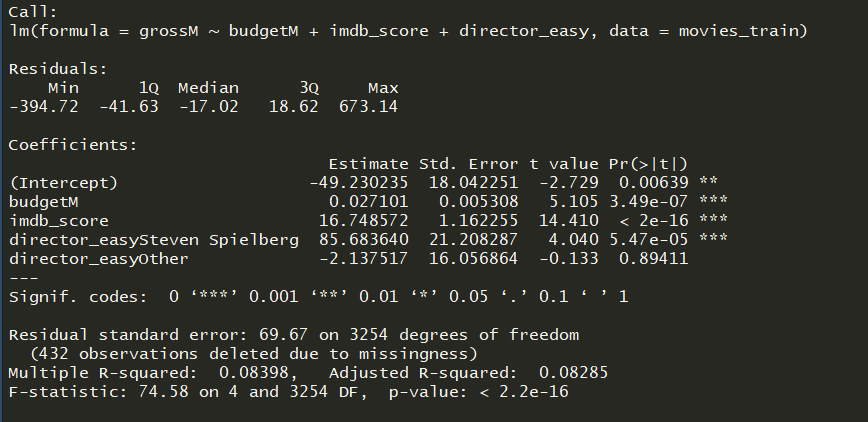 Call:
lm(formula = grossM ~ budgetM + imdb_score + director_easy, data = movies_train)
Residuals:
Min 1Q Median 3Q Max
-394.72 -41.63 -17.02 18.62 673.14
Coefficients:
Estimate Std. Error t value Pr(>|t|)
(Intercept) -49.230235 18.042251 -2.729 0.00639 **
budgetM 0.027101 0.005308 5.105 3.49e-07 ***
imdb_score 16.748572 1.162255 14.410 < 2e-16 ***
director_easySteven Spielberg 85.683640 21.208287 4.040 5.47e-05 ***
director_easyOther -2.137517 16.056864 -0.133 0.89411
---
Signif. codes: 0 ‘***’ 0.001 ‘**’ 0.01 ‘*’ 0.05 ‘.’ 0.1 ‘ ’ 1
Residual standard error: 69.67 on 3254 degrees of freedom
(432 observations deleted due to missingness)
Multiple R-squared: 0.08398, Adjusted R-squared: 0.08285
F-statistic: 74.58 on 4 and 3254 DF, p-value: < 2.2e-16